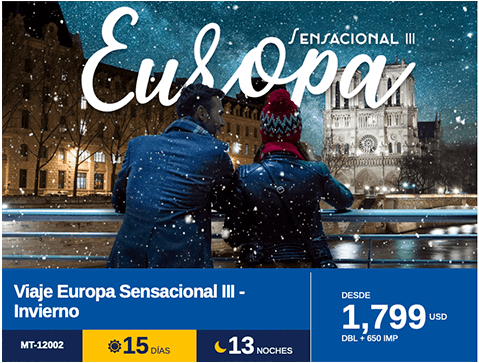 Europa
SENSACIONAL III
Viaje Europa Sensacional III -
Invierno
MT-12002
15 DÍAS
13 NOCHES
DESDE
1,799 USD
DBL + 650 IMP